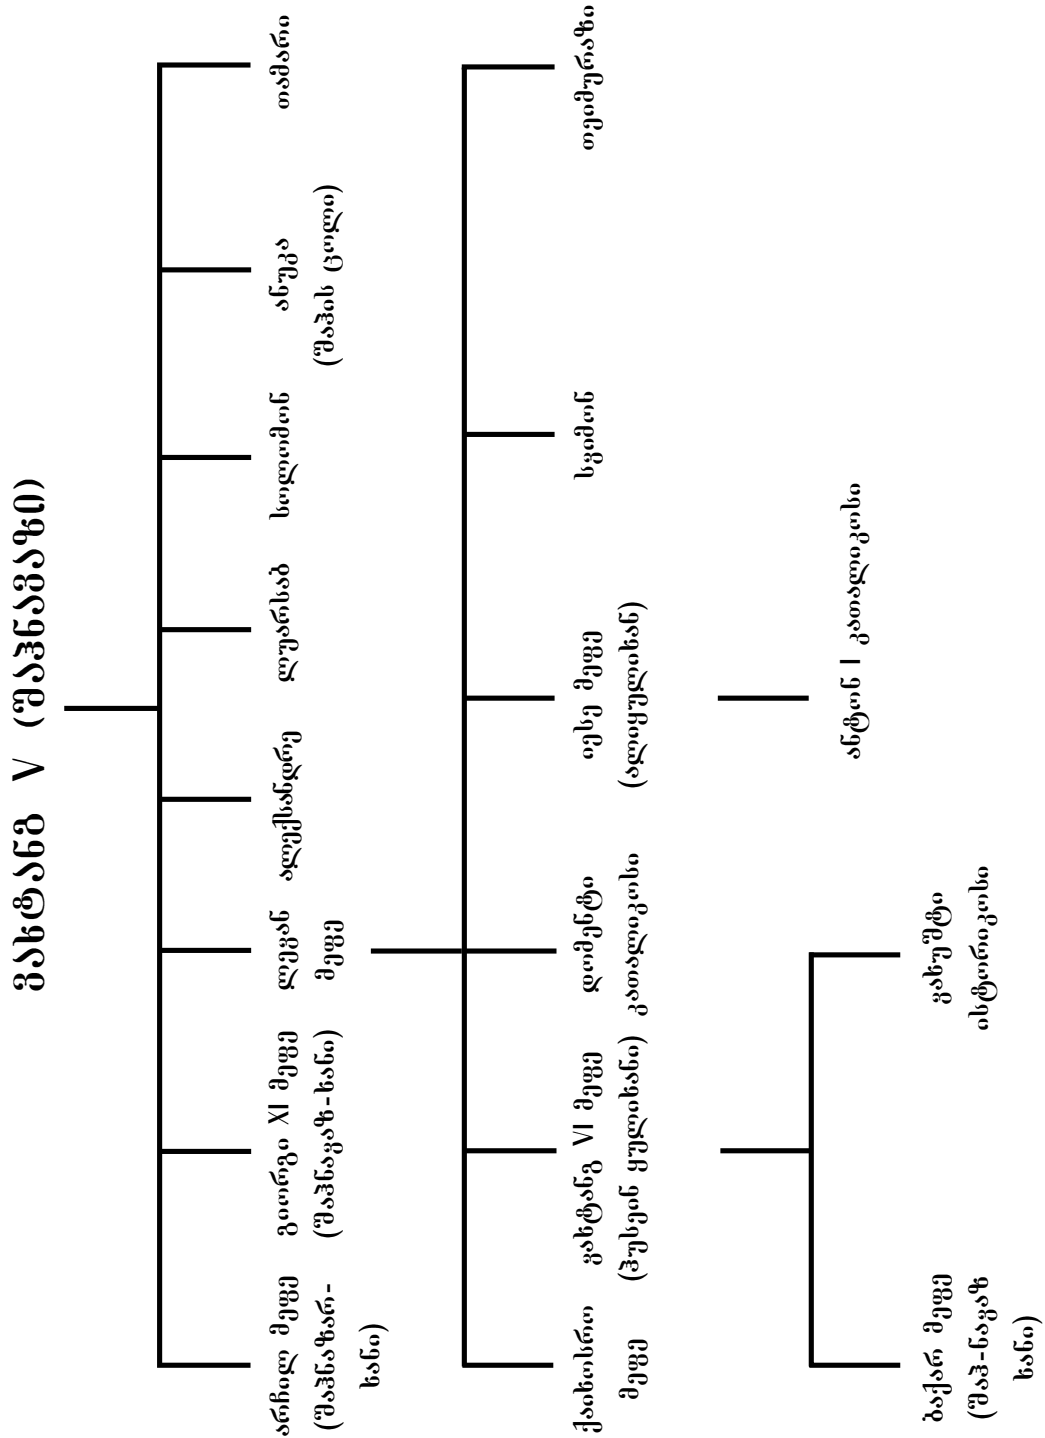 ვახტანგ V (შაჰნავაზი)
არჩილ მეფე
(შაჰნაზარ-
ხანი)
გიორგი XI მეფე
(შაჰნავაზ-ხანი)
ლევან
მეფე
ალექსანდრე
ლუარსაბ
სოლომონ
ანუკა
(შაჰის ცოლი)
თამარი
ქაიხოსრო
მეფე
ვახტანგ VI მეფე
(ჰუსეინ ყულიხანი)
დომენტი
კათალიკოსი
იესე მეფე
(ალიყულიხან)
სვიმონ
თეიმურაზი
ბაქარ მეფე
(შაჰ-ნავაზ
ხანი)
ვახუშტი
ისტორიკოსი
ანტონ I კათალიკოსი